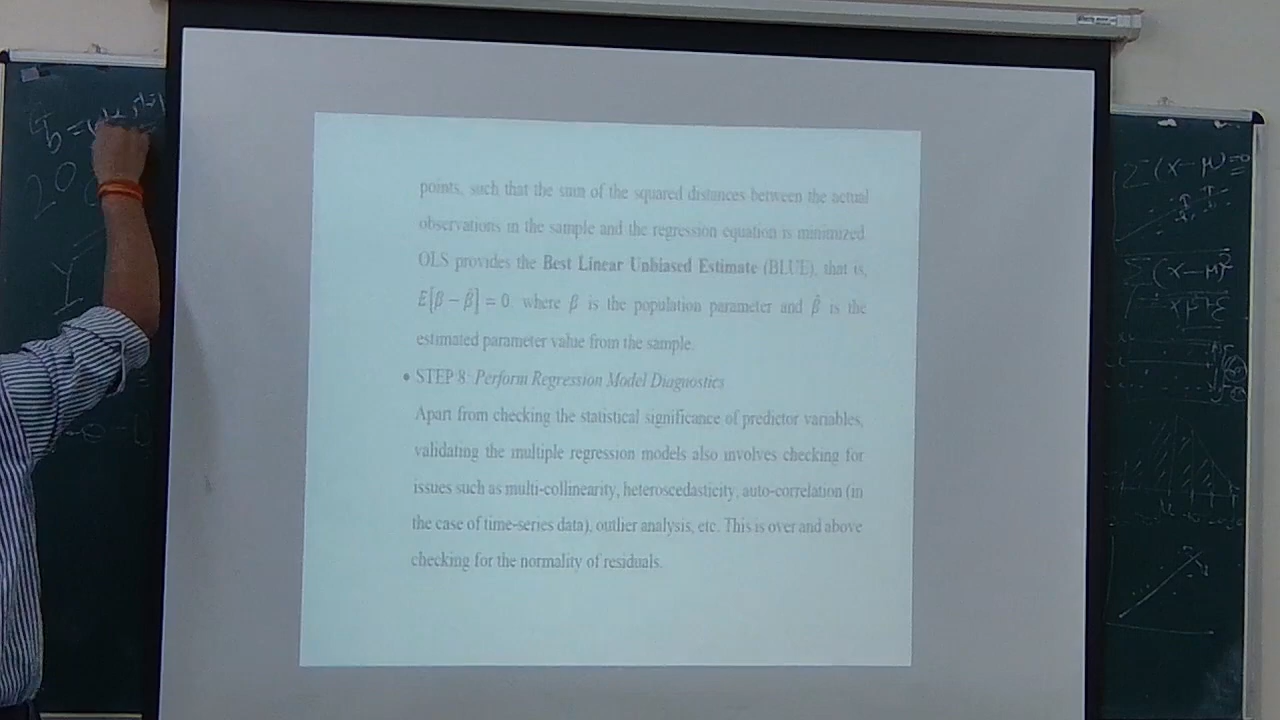 points, such that the sum of the squared distances between the actual
observations in the sample and the regression equation is minimized.
OLS provides the Best Linear Unbiased Estimate (BLUE), that is,
E[β − β̂] = 0, where β is the population parameter and β̂ is the
estimated parameter value from the sample.
• STEP 8: Perform Regression Model Diagnostics
Apart from checking the statistical significance of predictor variables,
validating the multiple regression models also involves checking for
issues such as multi-collinearity, heteroscedasticity, auto-correlation (in
the case of time-series data), outlier analysis, etc. This is over and above
checking for the normality of residuals.
Σ(x−μ)=0
Σ(x−μ)²